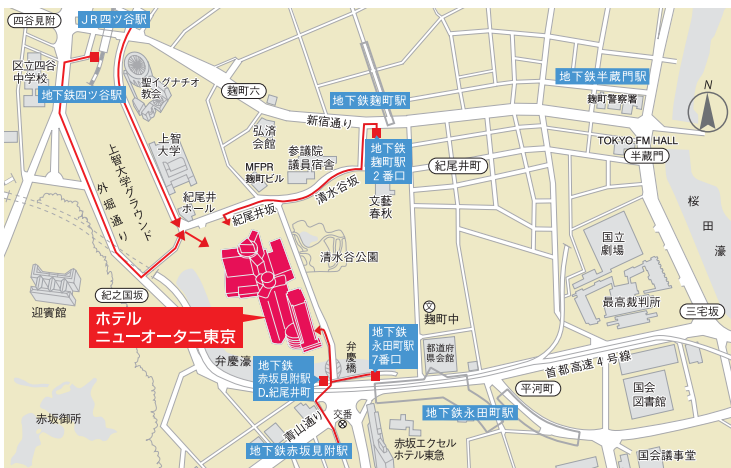 四谷見附
JR四ツ谷駅
区立四谷
中学校
地下鉄四ツ谷駅
聖イグナチオ
教会
麹町六
地下鉄麹町駅
地下鉄半蔵門駅
麹町警察署
N
新宿通り
TOKYO FM HALL
半蔵門
弘済
会館
上智
大学
参議院
議員宿舎
MFPR
麹町ビル
地下鉄
麹町駅
2番口
紀尾井町
上智大学グラウンド
外堀通り
紀尾井
ホール
紀尾井坂
清水谷坂
文藝
春秋
桜田濠
国立
劇場
清水谷公園
迎賓館
紀之国坂
最高裁判所
三宅坂
ホテル
ニューオータニ東京
文
麹町中
地下鉄
永田町駅
7番口
弁慶橋
都道府
県会館
首都高速4号線
弁慶濠
地下鉄
赤坂見附駅
D.紀尾井町
平河町
国会
図書館
赤坂御所
交番
青山通り
地下鉄永田町駅
地下鉄赤坂見附駅
赤坂エクセル
ホテル東急
国会議事堂